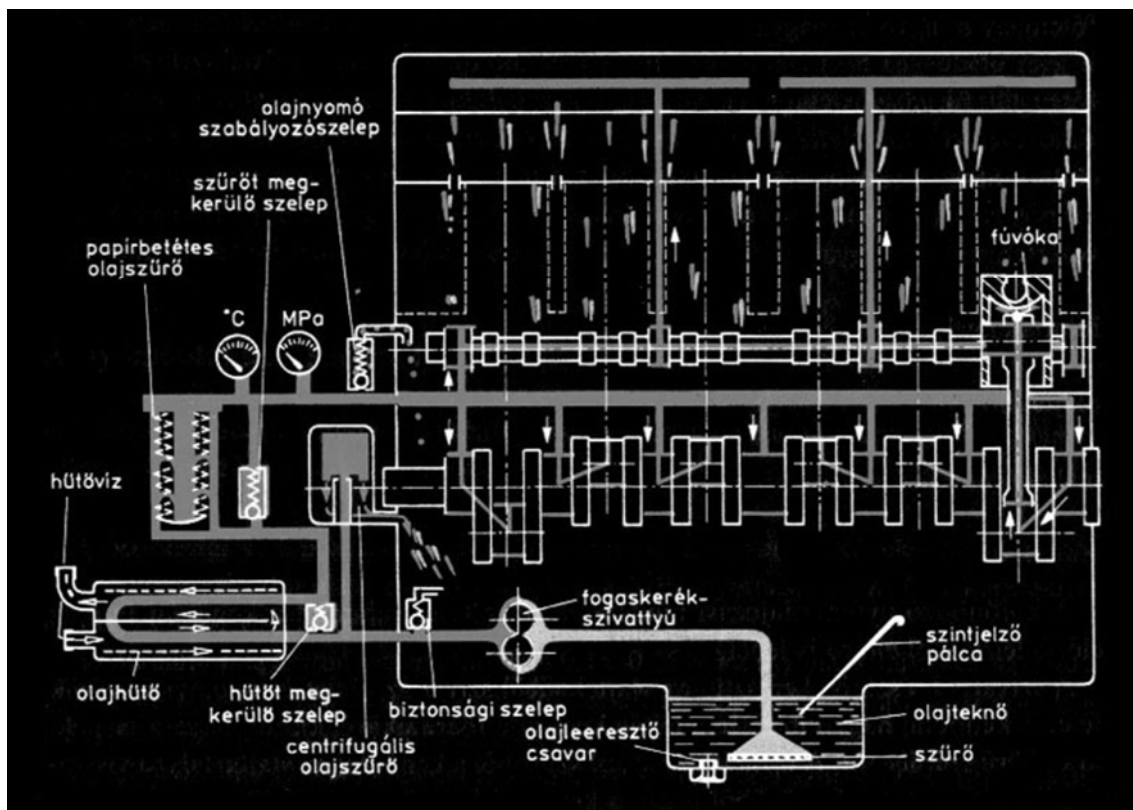 olajnyomó
szabályozószelep
szűrőt meg-
kerülő szelep
papírbetétes
olajszűrő
°C
MPa
fúvóka
hűtővíz
fogaskerék-
szivattyú
szintjelző
pálca
olajhűtő
hűtőt meg-
kerülő szelep
biztonsági szelep
olajteknő
olajleeresztő
csavar
centrifugális
olajszűrő
szűrő